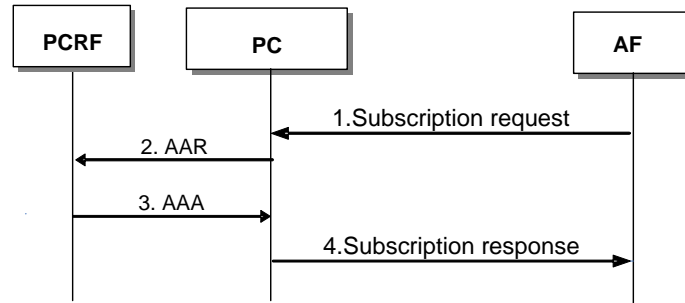 PCRF
PC
AF
1.Subscription request
2. AAR
3. AAA
4.Subscription response